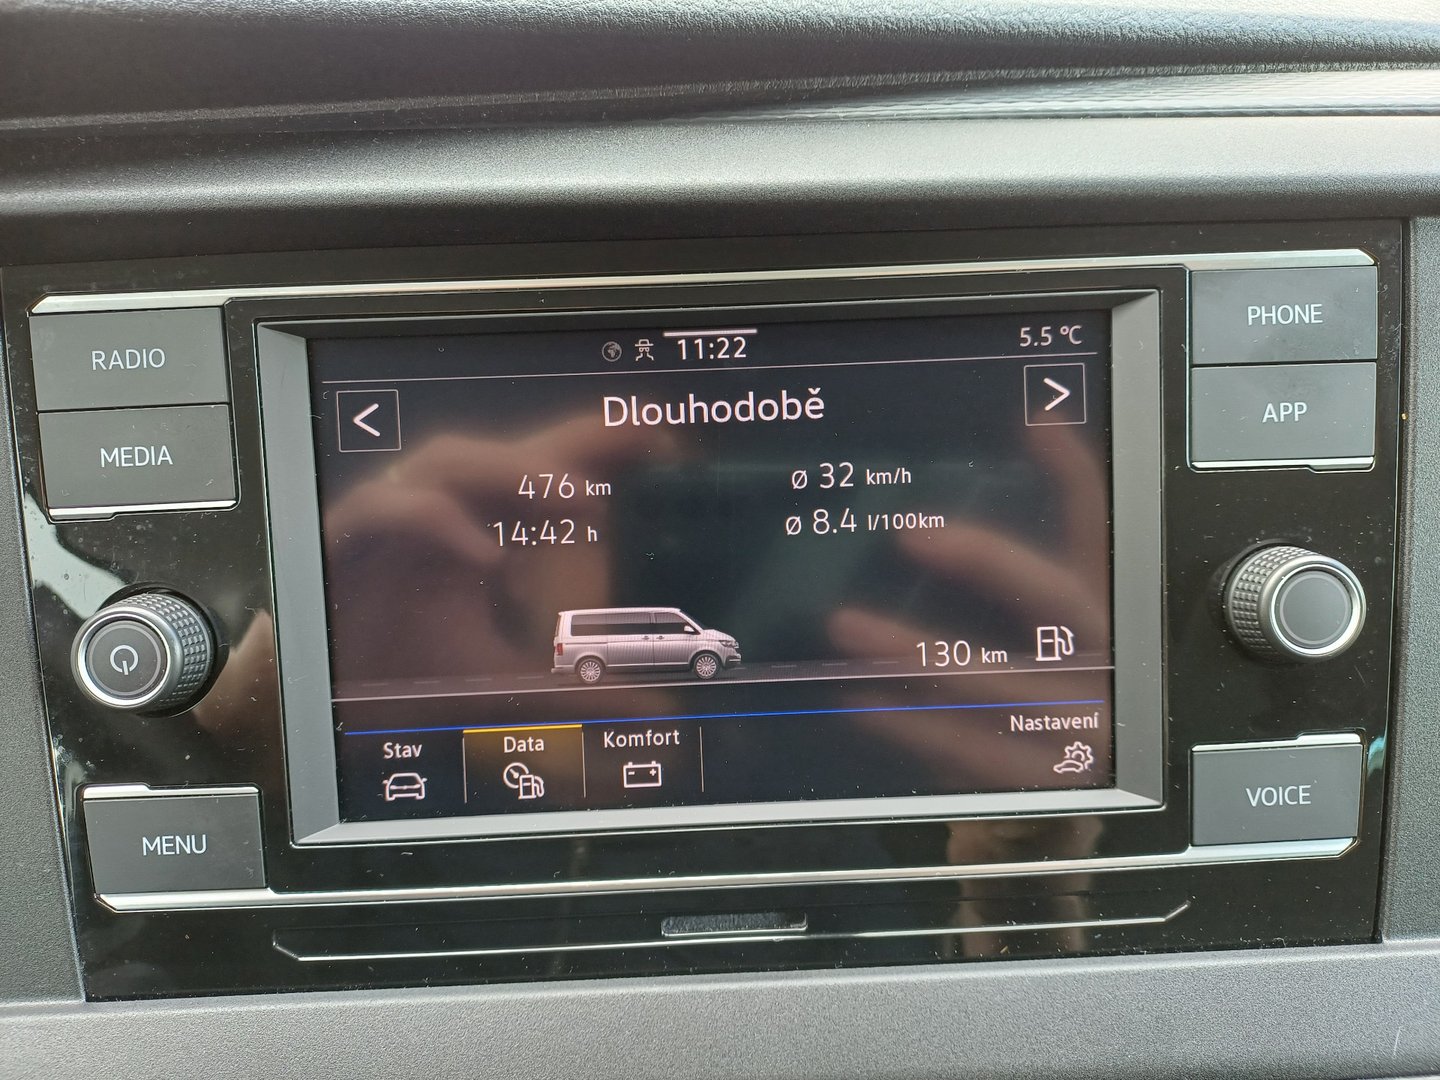 RADIO
MEDIA
MENU
PHONE
APP
VOICE
11:22
5.5 °C
<
Dlouhodobě
>
476 km
ø 32 km/h
14:42 h
ø 8.4 l/100km
130 km
Stav
Data
Komfort
Nastavení